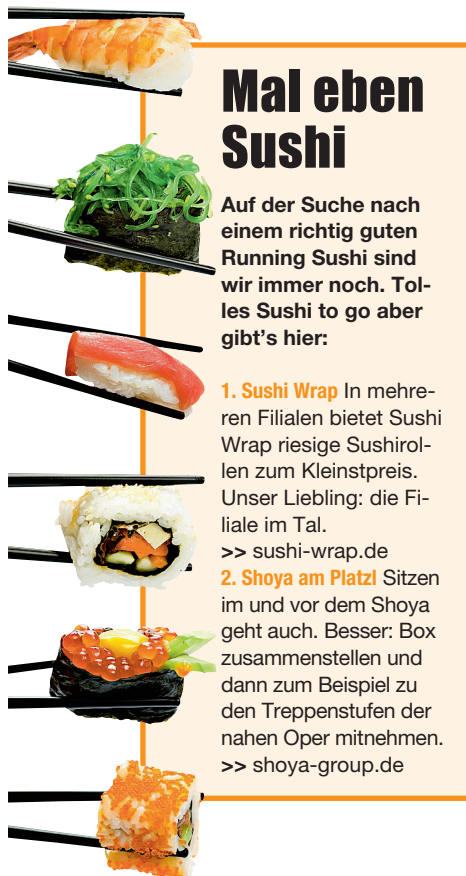 Mal eben
Sushi
Auf der Suche nach
einem richtig guten
Running Sushi sind
wir immer noch. Tol-
les Sushi to go aber
gibt's hier:
1. Sushi Wrap In mehre-
ren Filialen bietet Sushi
Wrap riesige Sushirol-
len zum Kleinstpreis.
Unser Liebling: die Fi-
liale im Tal.
>> sushi-wrap.de
2. Shoya am Platzl Sitzen
im und vor dem Shoya
geht auch. Besser: Box
zusammenstellen und
dann zum Beispiel zu
den Treppenstufen der
nahen Oper mitnehmen.
>> shoya-group.de